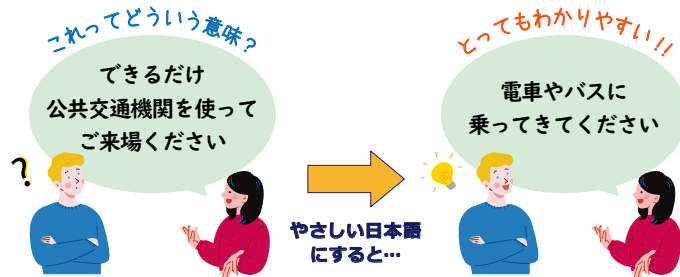 これってどういう意味？
できるだけ
公共交通機関を使って
ご来場ください
?
やさしい日本語
にすると…
とってもわかりやすい!!
電車やバスに
乗ってきてください